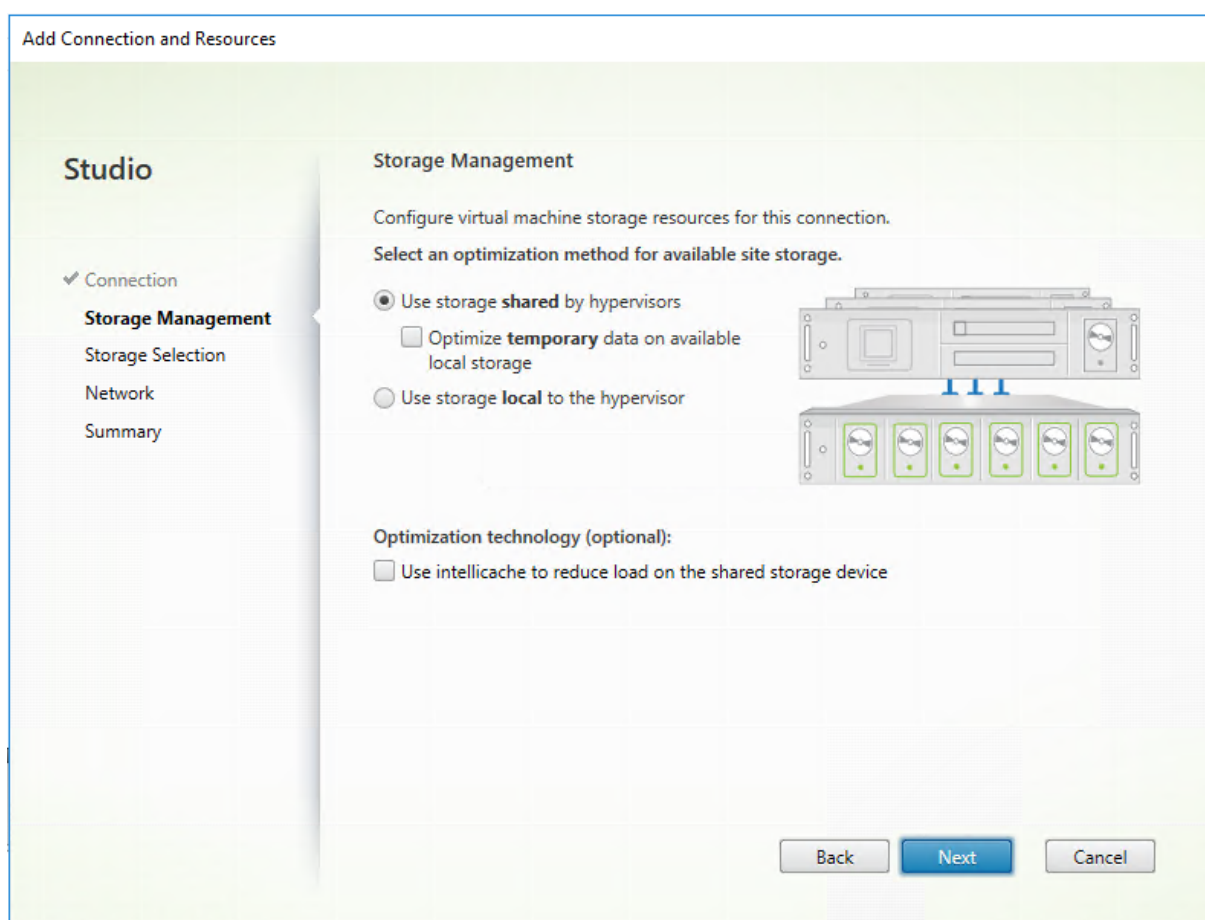 Add Connection and Resources
Studio
✔ Connection
Storage Management
Storage Selection
Network
Summary
Storage Management
Configure virtual machine storage resources for this connection.
Select an optimization method for available site storage.
Use storage shared by hypervisors
Optimize temporary data on available
local storage
Use storage local to the hypervisor
Optimization technology (optional):
Use intellicache to reduce load on the shared storage device
Back
Next
Cancel